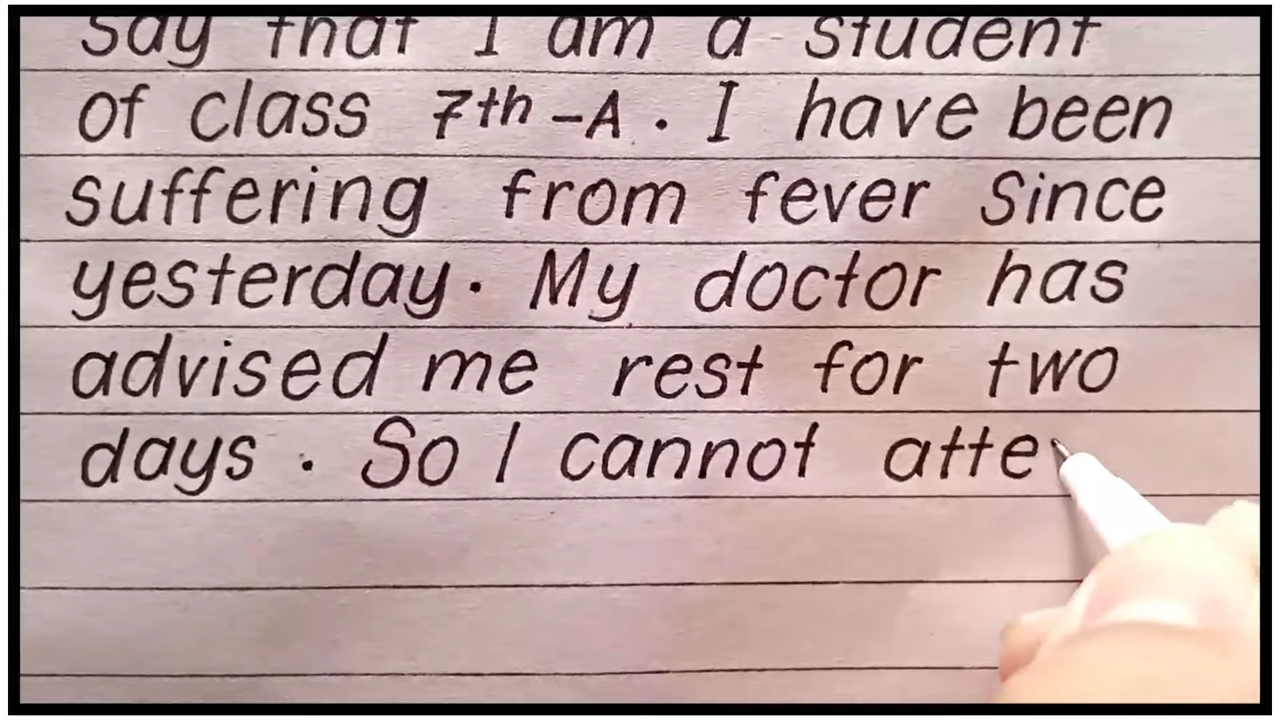 Say that I am a student
of class 7th-A. I have been
suffering from fever Since
yesterday. My doctor has
advised me rest for two
days. So I cannot atte